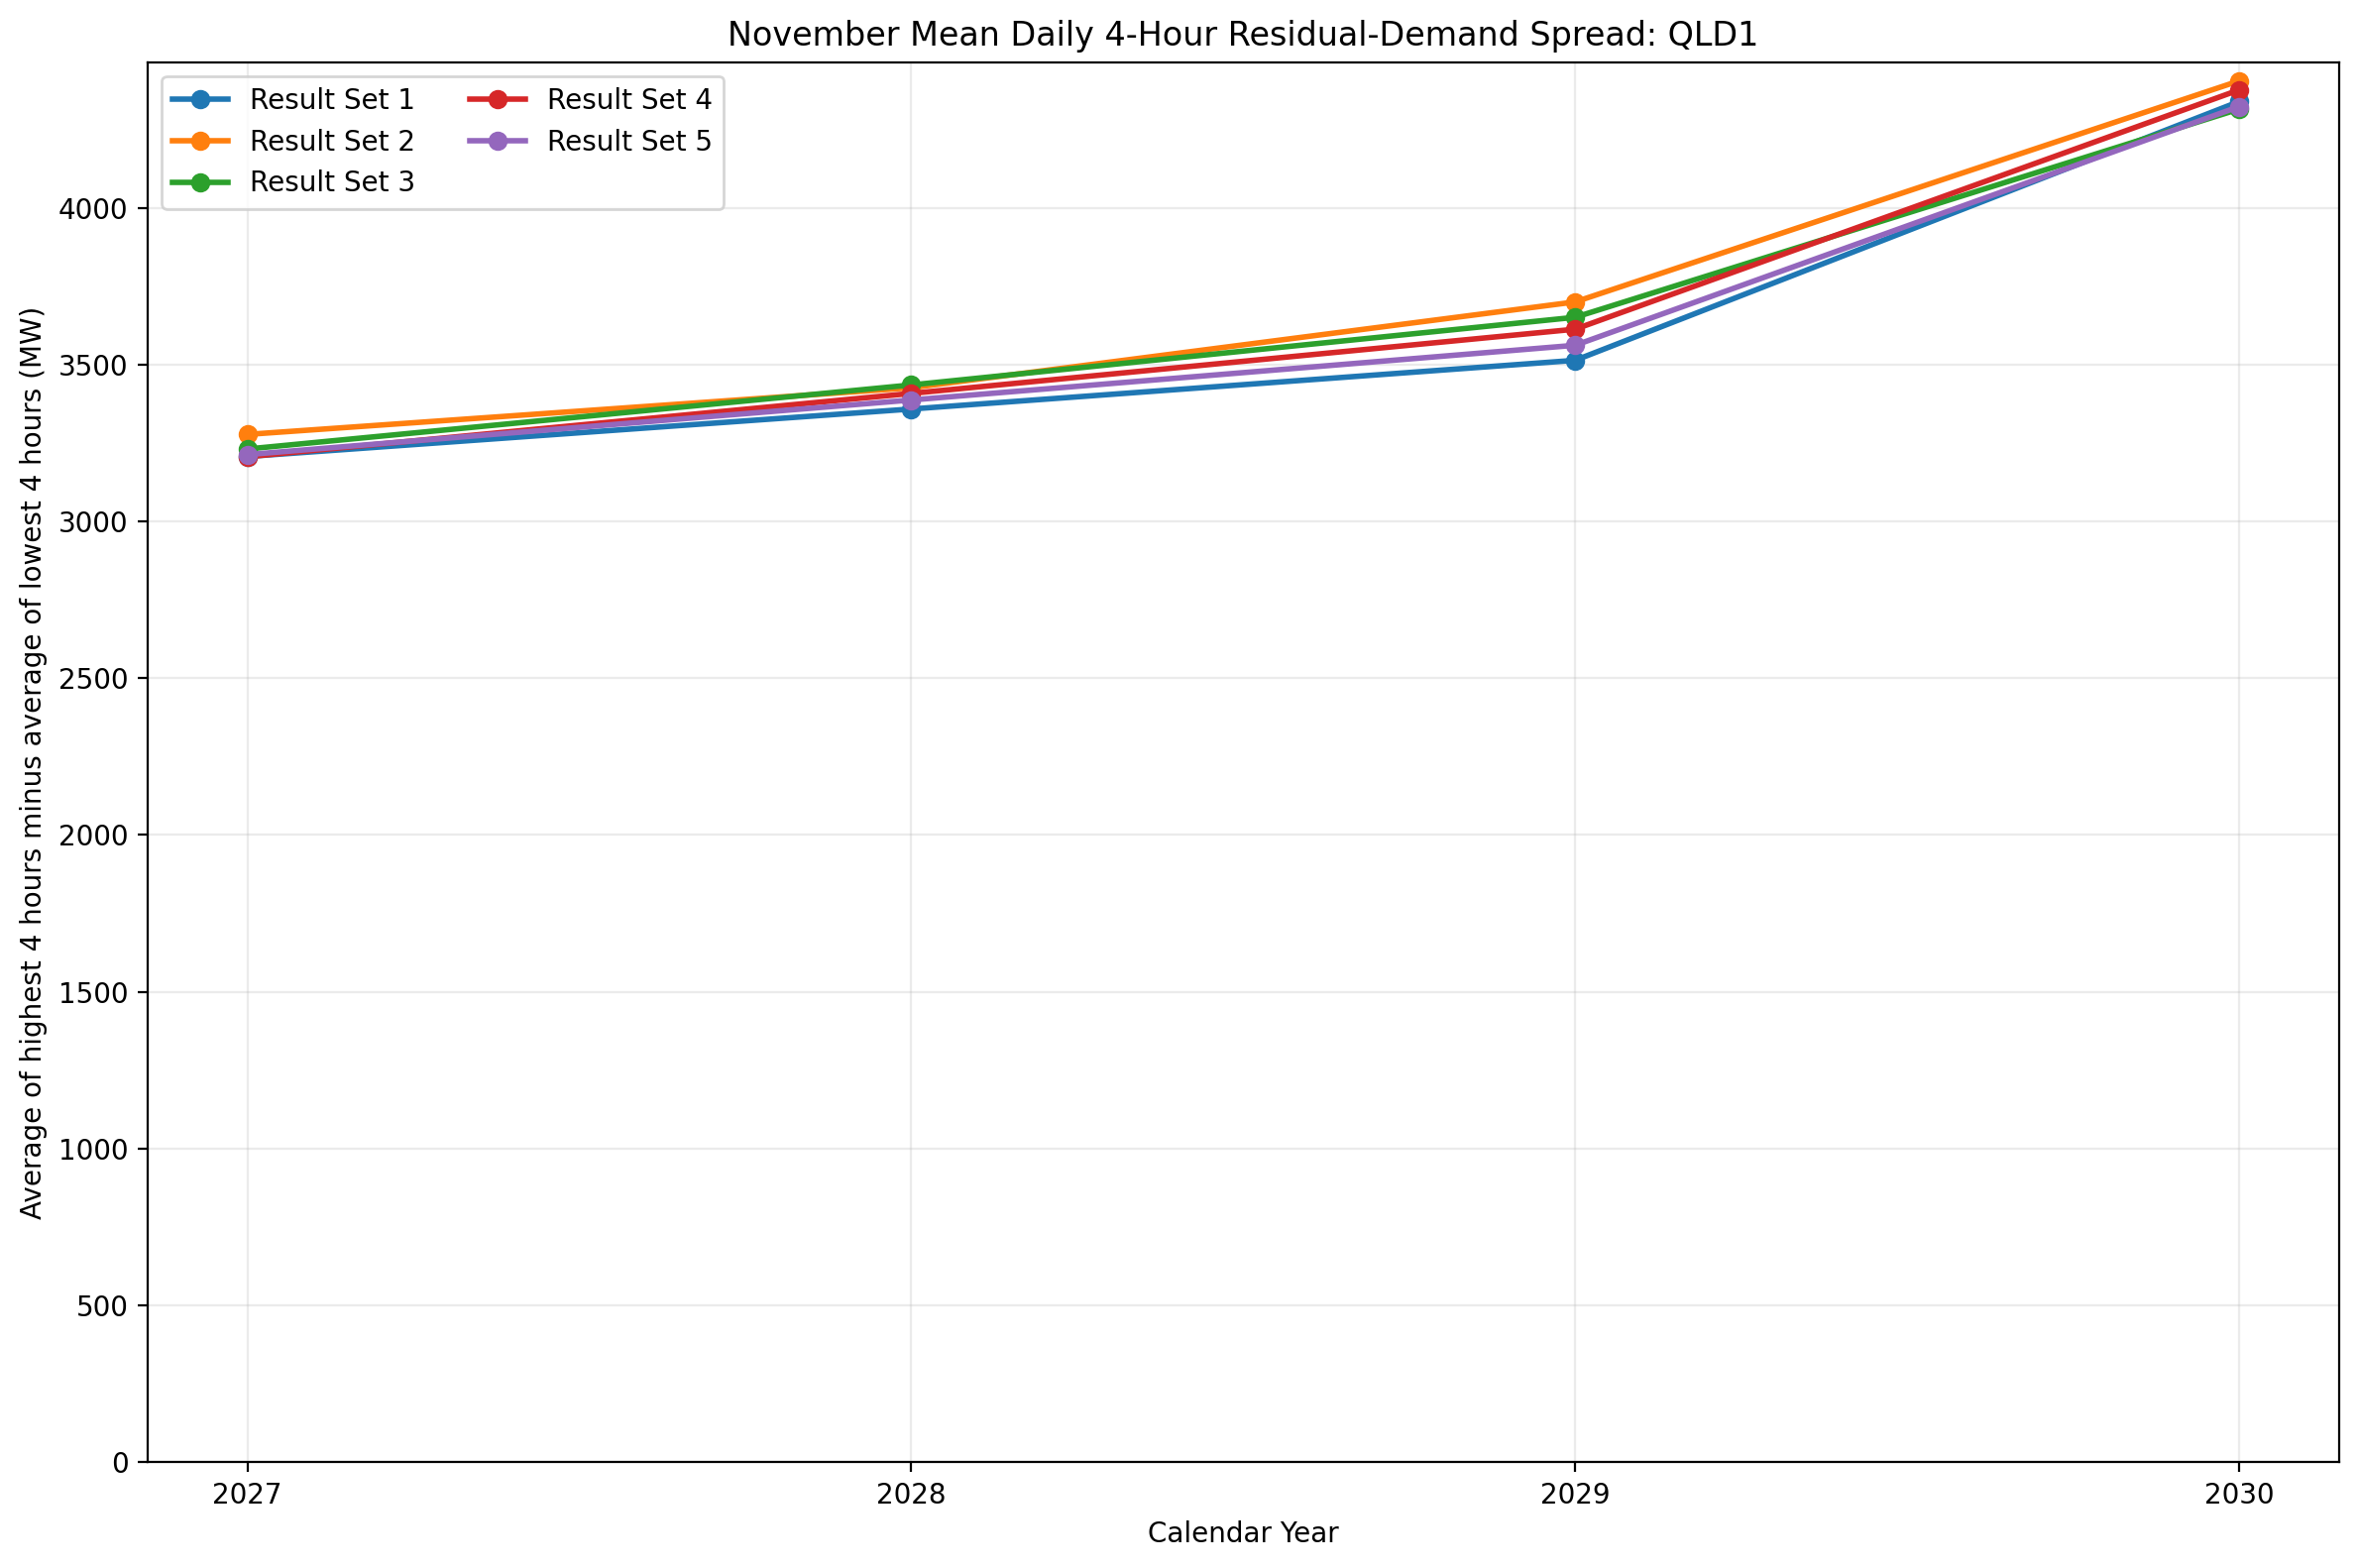 November Mean Daily 4-Hour Residual-Demand Spread: QLD1
Result Set 1
Result Set 2
Result Set 3
Result Set 4
Result Set 5
Average of highest 4 hours minus average of lowest 4 hours (MW)
4000
3500
3000
2500
2000
1500
1000
500
0
2027
2028
2029
2030
Calendar Year